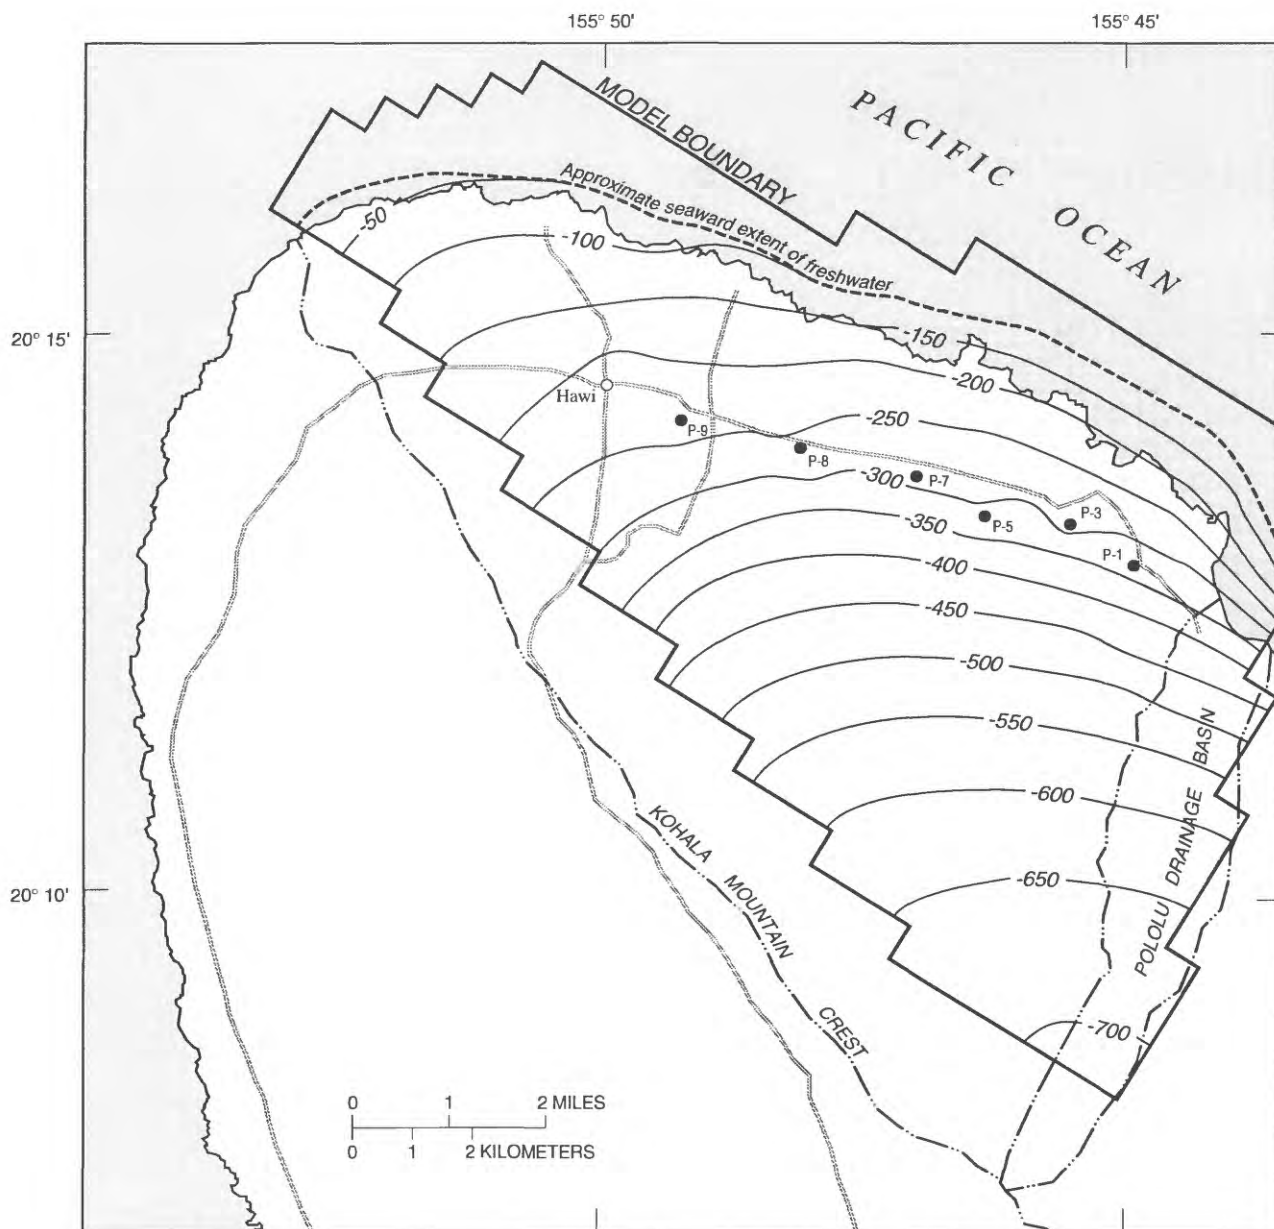 155° 50'
155° 45'
PACIFIC
OCEAN
MODEL BOUNDARY
Approximate seaward extent of freshwater
-50
-100
20° 15'
-150
-200
Hawi
-250
P-9
P-8
-300
P-7
P-5
P-3
-350
P-1
-400
-450
-500
-550
-600
-650
-700
KOHALA MOUNTAIN CREST
POLOLU DRAINAGE BASIN
20° 10'
0 1 2 MILES
0 1 2 KILOMETERS